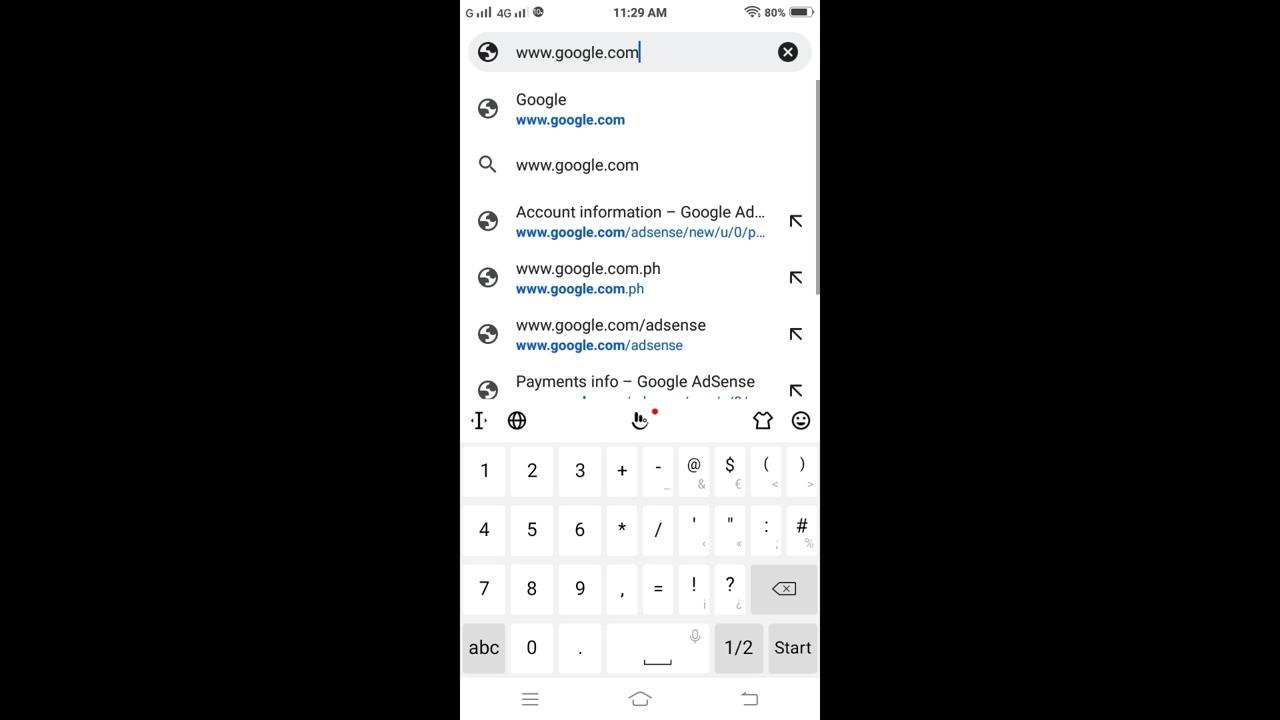 G 4G 11:29 AM 80%
www.google.com
Google
www.google.com
www.google.com
Account information – Google Ad...
www.google.com/adsense/new/u/0/p...
www.google.com.ph
www.google.com.ph
www.google.com/adsense
www.google.com/adsense
Payments info – Google AdSense
1 2 3 + - _ @ & $ € ( < ) >
4 5 6 * / ' ‹ " « : ; # %
7 8 9 , = ! ¡ ? ¿
abc 0 . 1/2 Start